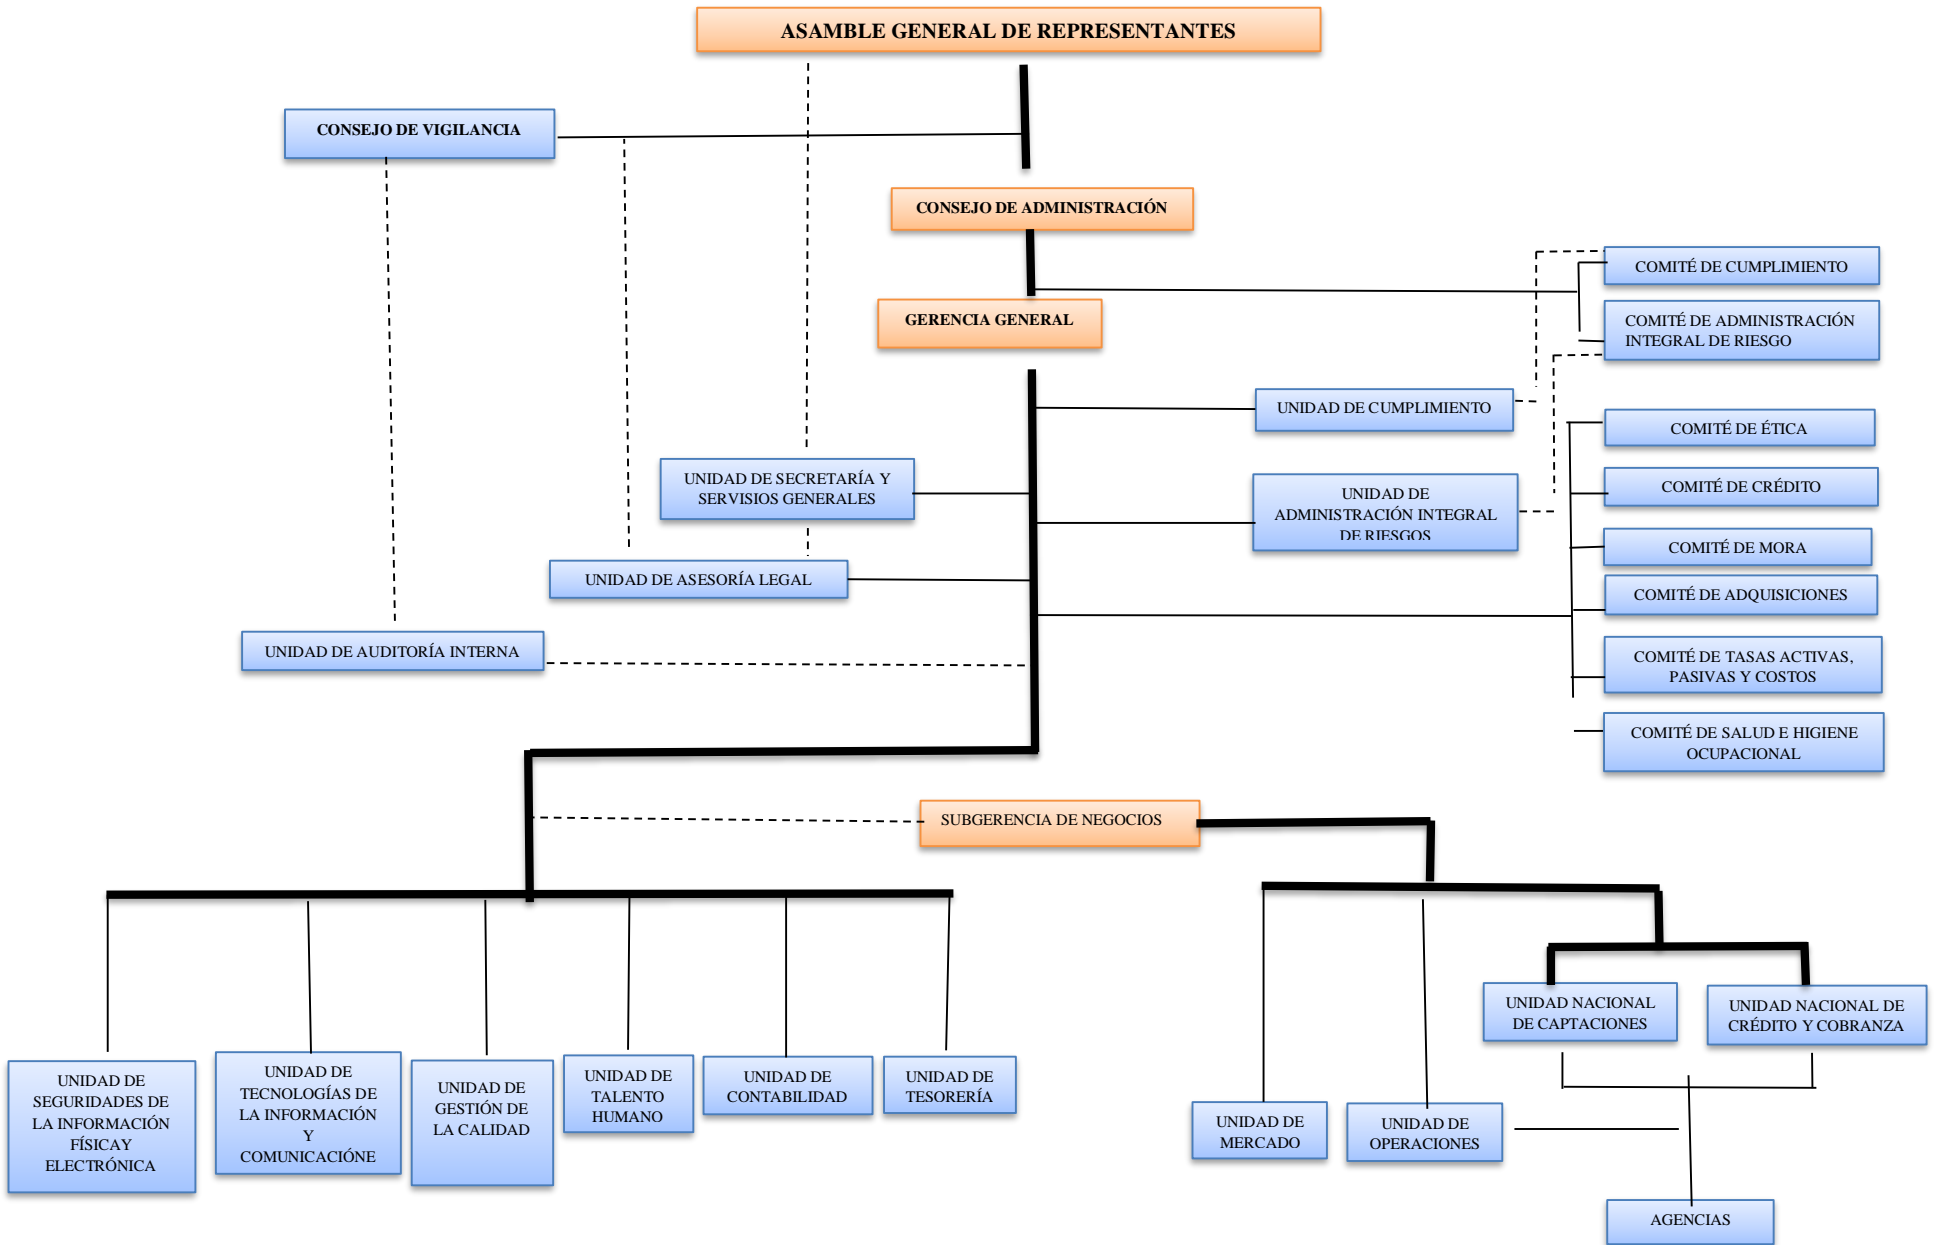 ASAMBLE GENERAL DE REPRESENTANTES
CONSEJO DE VIGILANCIA
CONSEJO DE ADMINISTRACIÓN
GERENCIA GENERAL
COMITÉ DE CUMPLIMIENTO
COMITÉ DE ADMINISTRACIÓN
INTEGRAL DE RIESGO
UNIDAD DE CUMPLIMIENTO
COMITÉ DE ÉTICA
UNIDAD DE SECRETARÍA Y
SERVISIOS GENERALES
UNIDAD DE
ADMINISTRACIÓN INTEGRAL
DE RIESGOS
COMITÉ DE CRÉDITO
COMITÉ DE MORA
UNIDAD DE ASESORÍA LEGAL
COMITÉ DE ADQUISICIONES
UNIDAD DE AUDITORÍA INTERNA
COMITÉ DE TASAS ACTIVAS,
PASIVAS Y COSTOS
COMITÉ DE SALUD E HIGIENE
OCUPACIONAL
SUBGERENCIA DE NEGOCIOS
UNIDAD NACIONAL
DE CAPTACIONES
UNIDAD NACIONAL DE
CRÉDITO Y COBRANZA
UNIDAD DE
SEGURIDADES DE
LA INFORMACIÓN
FÍSICAY
ELECTRÓNICA
UNIDAD DE
TECNOLOGÍAS DE
LA INFORMACIÓN
Y
COMUNICACIÓNE
UNIDAD DE
GESTIÓN DE
LA CALIDAD
UNIDAD DE
TALENTO
HUMANO
UNIDAD DE
CONTABILIDAD
UNIDAD DE
TESORERÍA
UNIDAD DE
MERCADO
UNIDAD DE
OPERACIONES
AGENCIAS